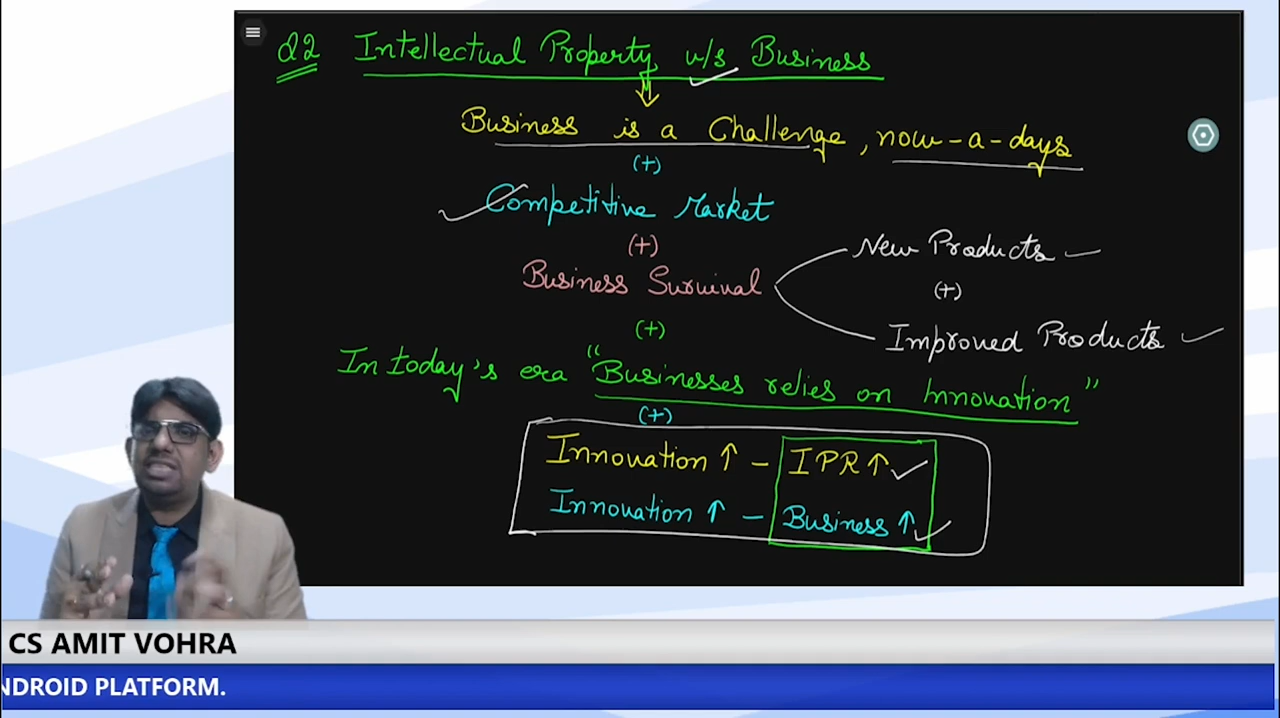 Q2 Intellectual Property v/s Business
Business is a Challenge, now-a-days
(+)
Competitive Market
(+)
Business Survival
New Products
(+)
Improved Products
(+)
In today's era "Businesses relies on Innovation"
(+)
Innovation ↑ - IPR ↑
Innovation ↑ - Business ↑
CS AMIT VOHRA
NDROID PLATFORM.